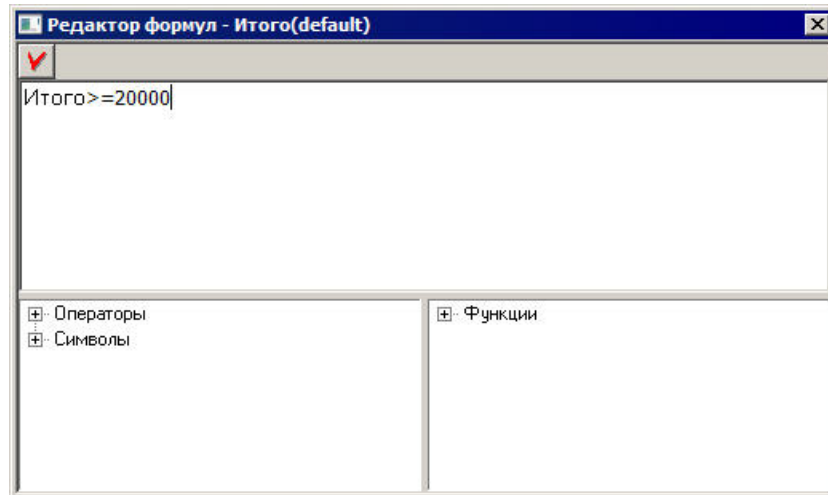 Редактор формул - Итого(default)
Итого>=20000
Операторы
Символы
Функции